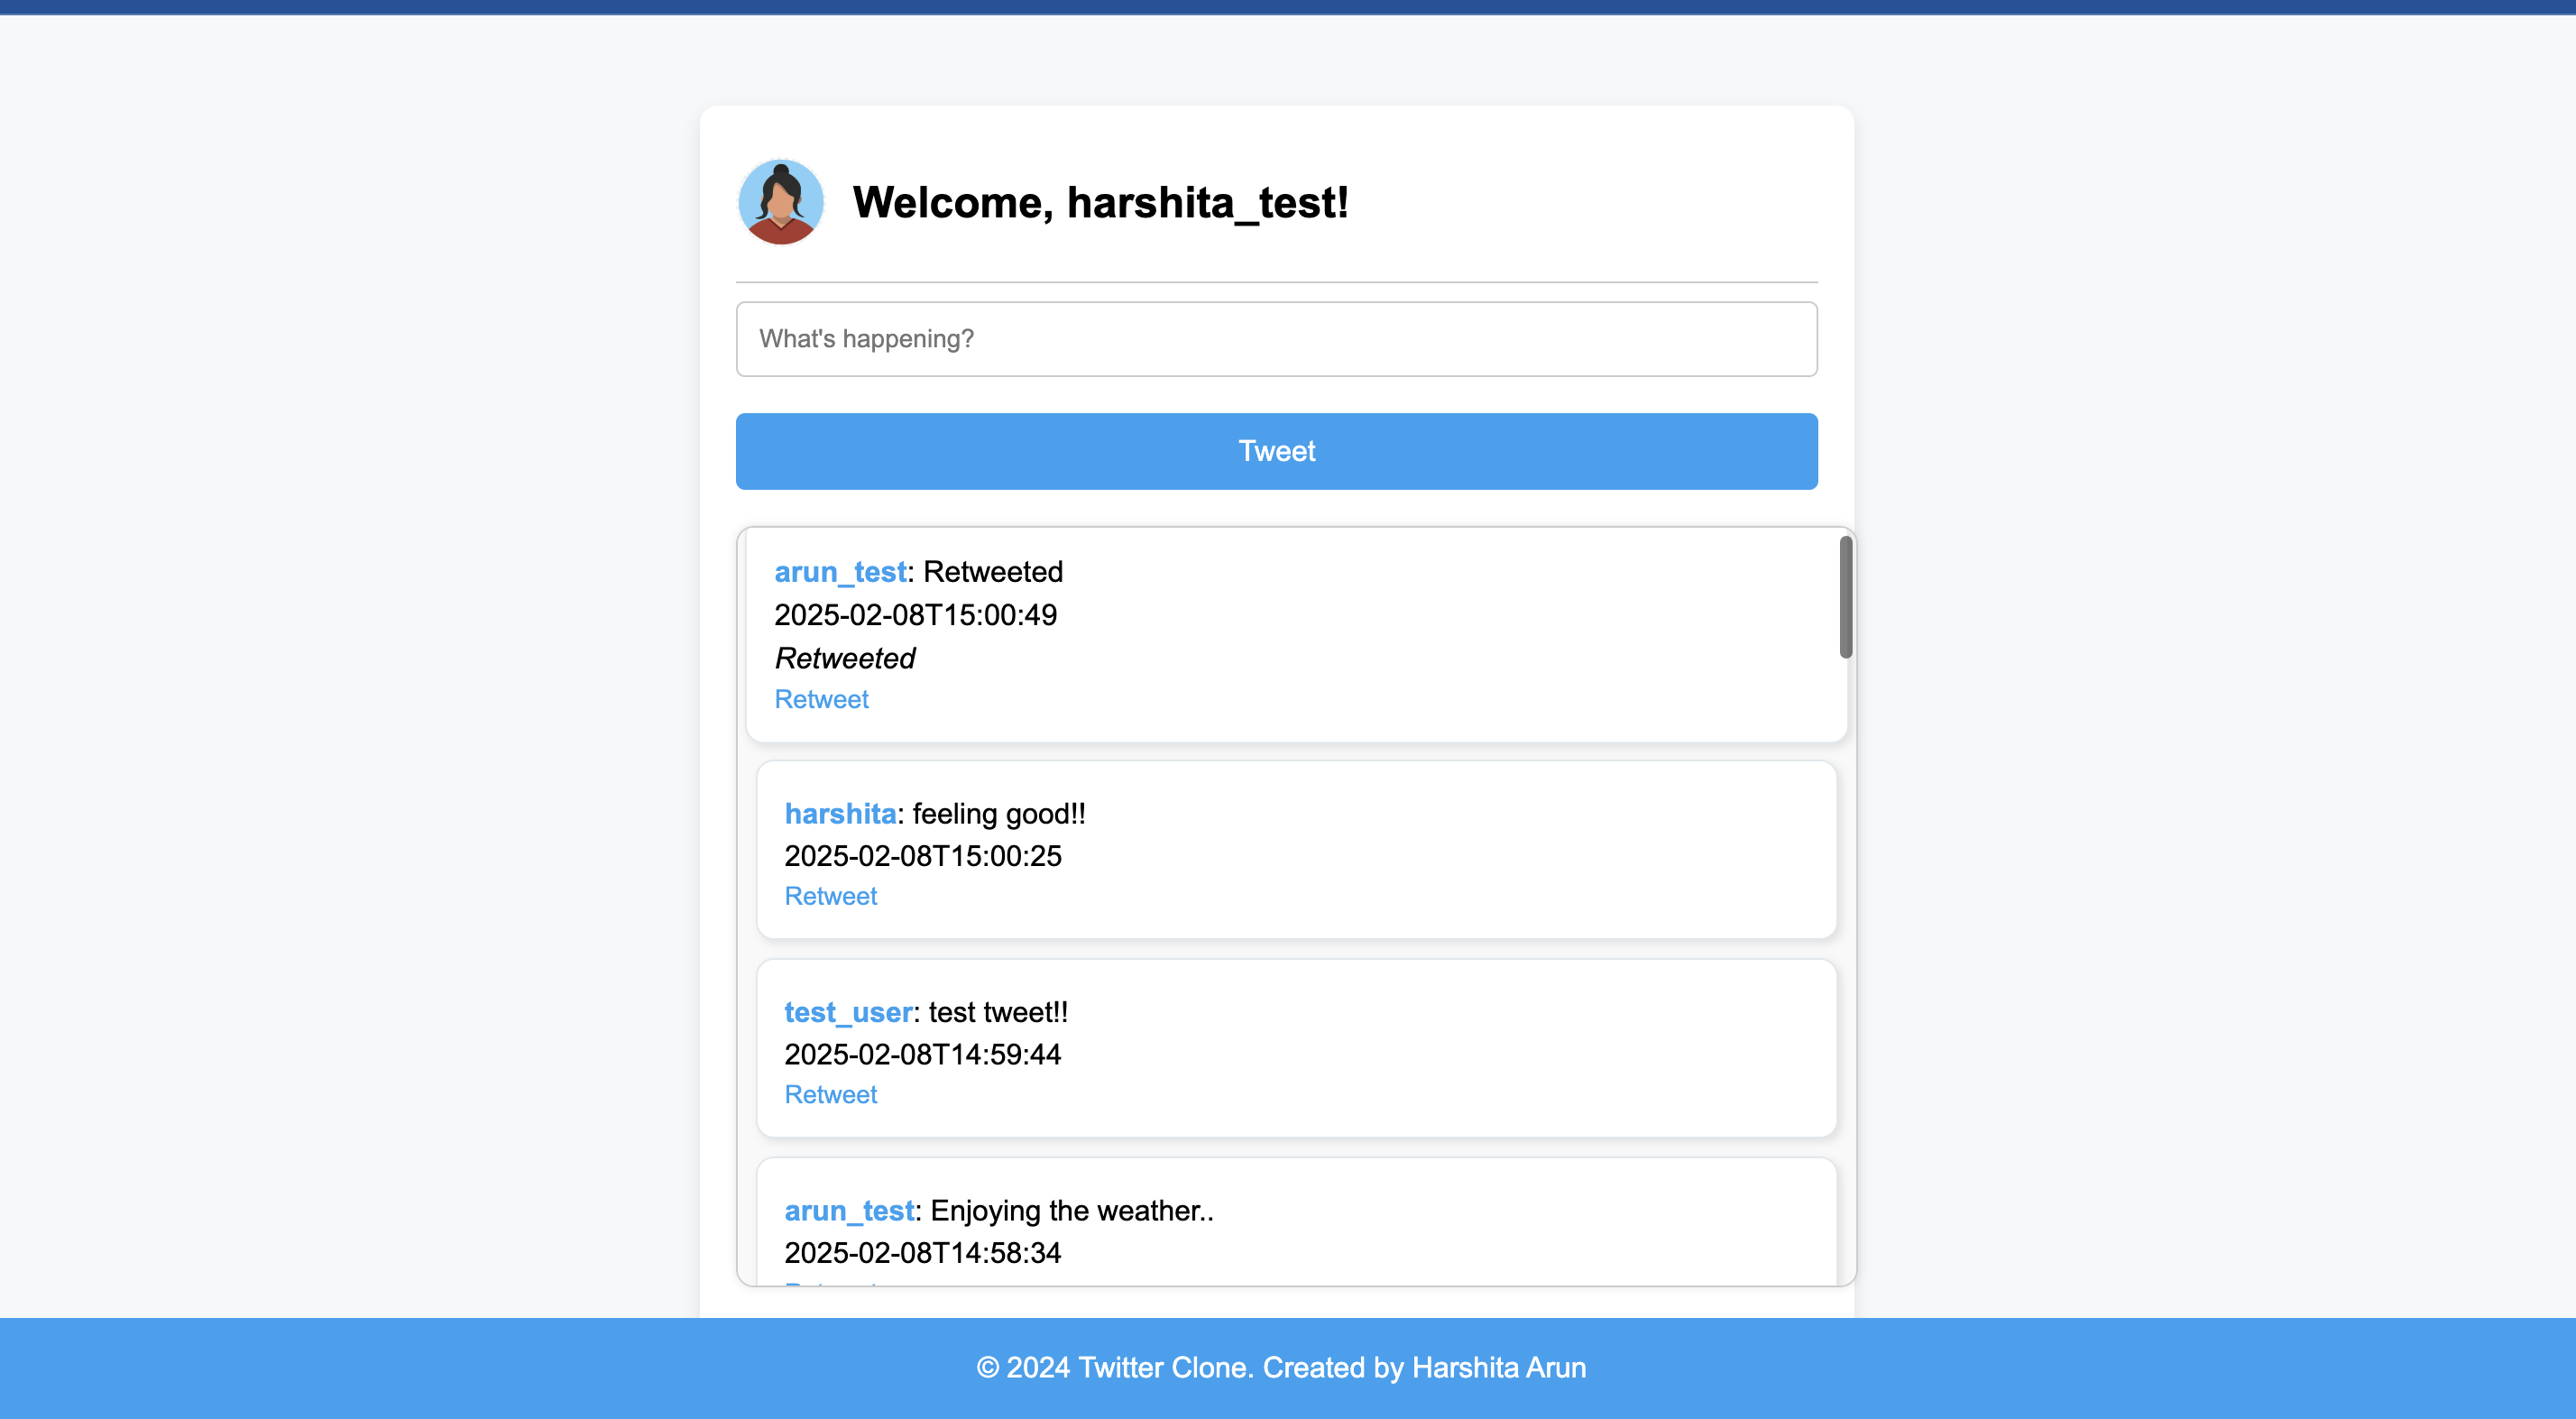 Welcome, harshita_test!
What's happening?
Tweet
arun_test: Retweeted
2025-02-08T15:00:49
Retweeted
Retweet
harshita: feeling good!!
2025-02-08T15:00:25
Retweet
test_user: test tweet!!
2025-02-08T14:59:44
Retweet
arun_test: Enjoying the weather..
2025-02-08T14:58:34
© 2024 Twitter Clone. Created by Harshita Arun